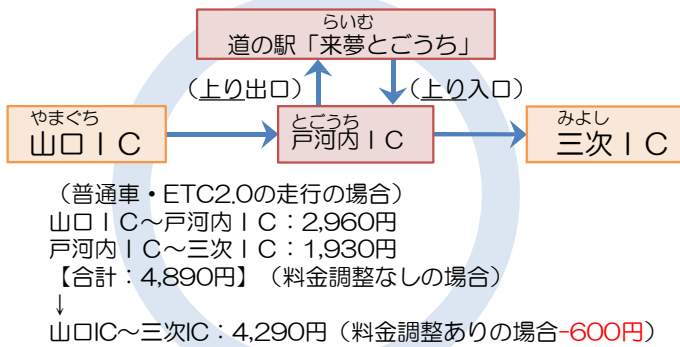 らいむ
道の駅「来夢とごうち」
（上り出口）
（上り入口）
やまぐち
山口ＩＣ
とごうち
戸河内ＩＣ
みよし
三次ＩＣ
（普通車・ETC2.0の走行の場合）
山口ＩＣ～戸河内ＩＣ：2,960円
戸河内ＩＣ～三次ＩＣ：1,930円
【合計：4,890円】（料金調整なしの場合）
↓
山口IC～三次IC：4,290円（料金調整ありの場合-600円）